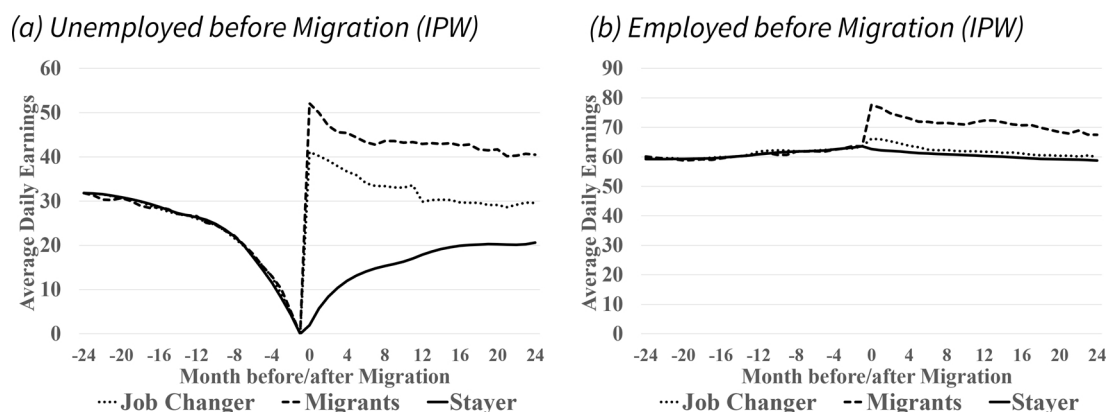 (a) Unemployed before Migration (IPW)
60
50
40
30
20
10
0
Average Daily Earnings
-24 -20 -16 -12 -8 -4 0 4 8 12 16 20 24
Month before/after Migration
Job Changer Migrants Stayer
(b) Employed before Migration (IPW)
90
80
70
60
50
40
30
20
10
0
Average Daily Earnings
-24 -20 -16 -12 -8 -4 0 4 8 12 16 20 24
Month before/after Migration
Job Changer Migrants Stayer